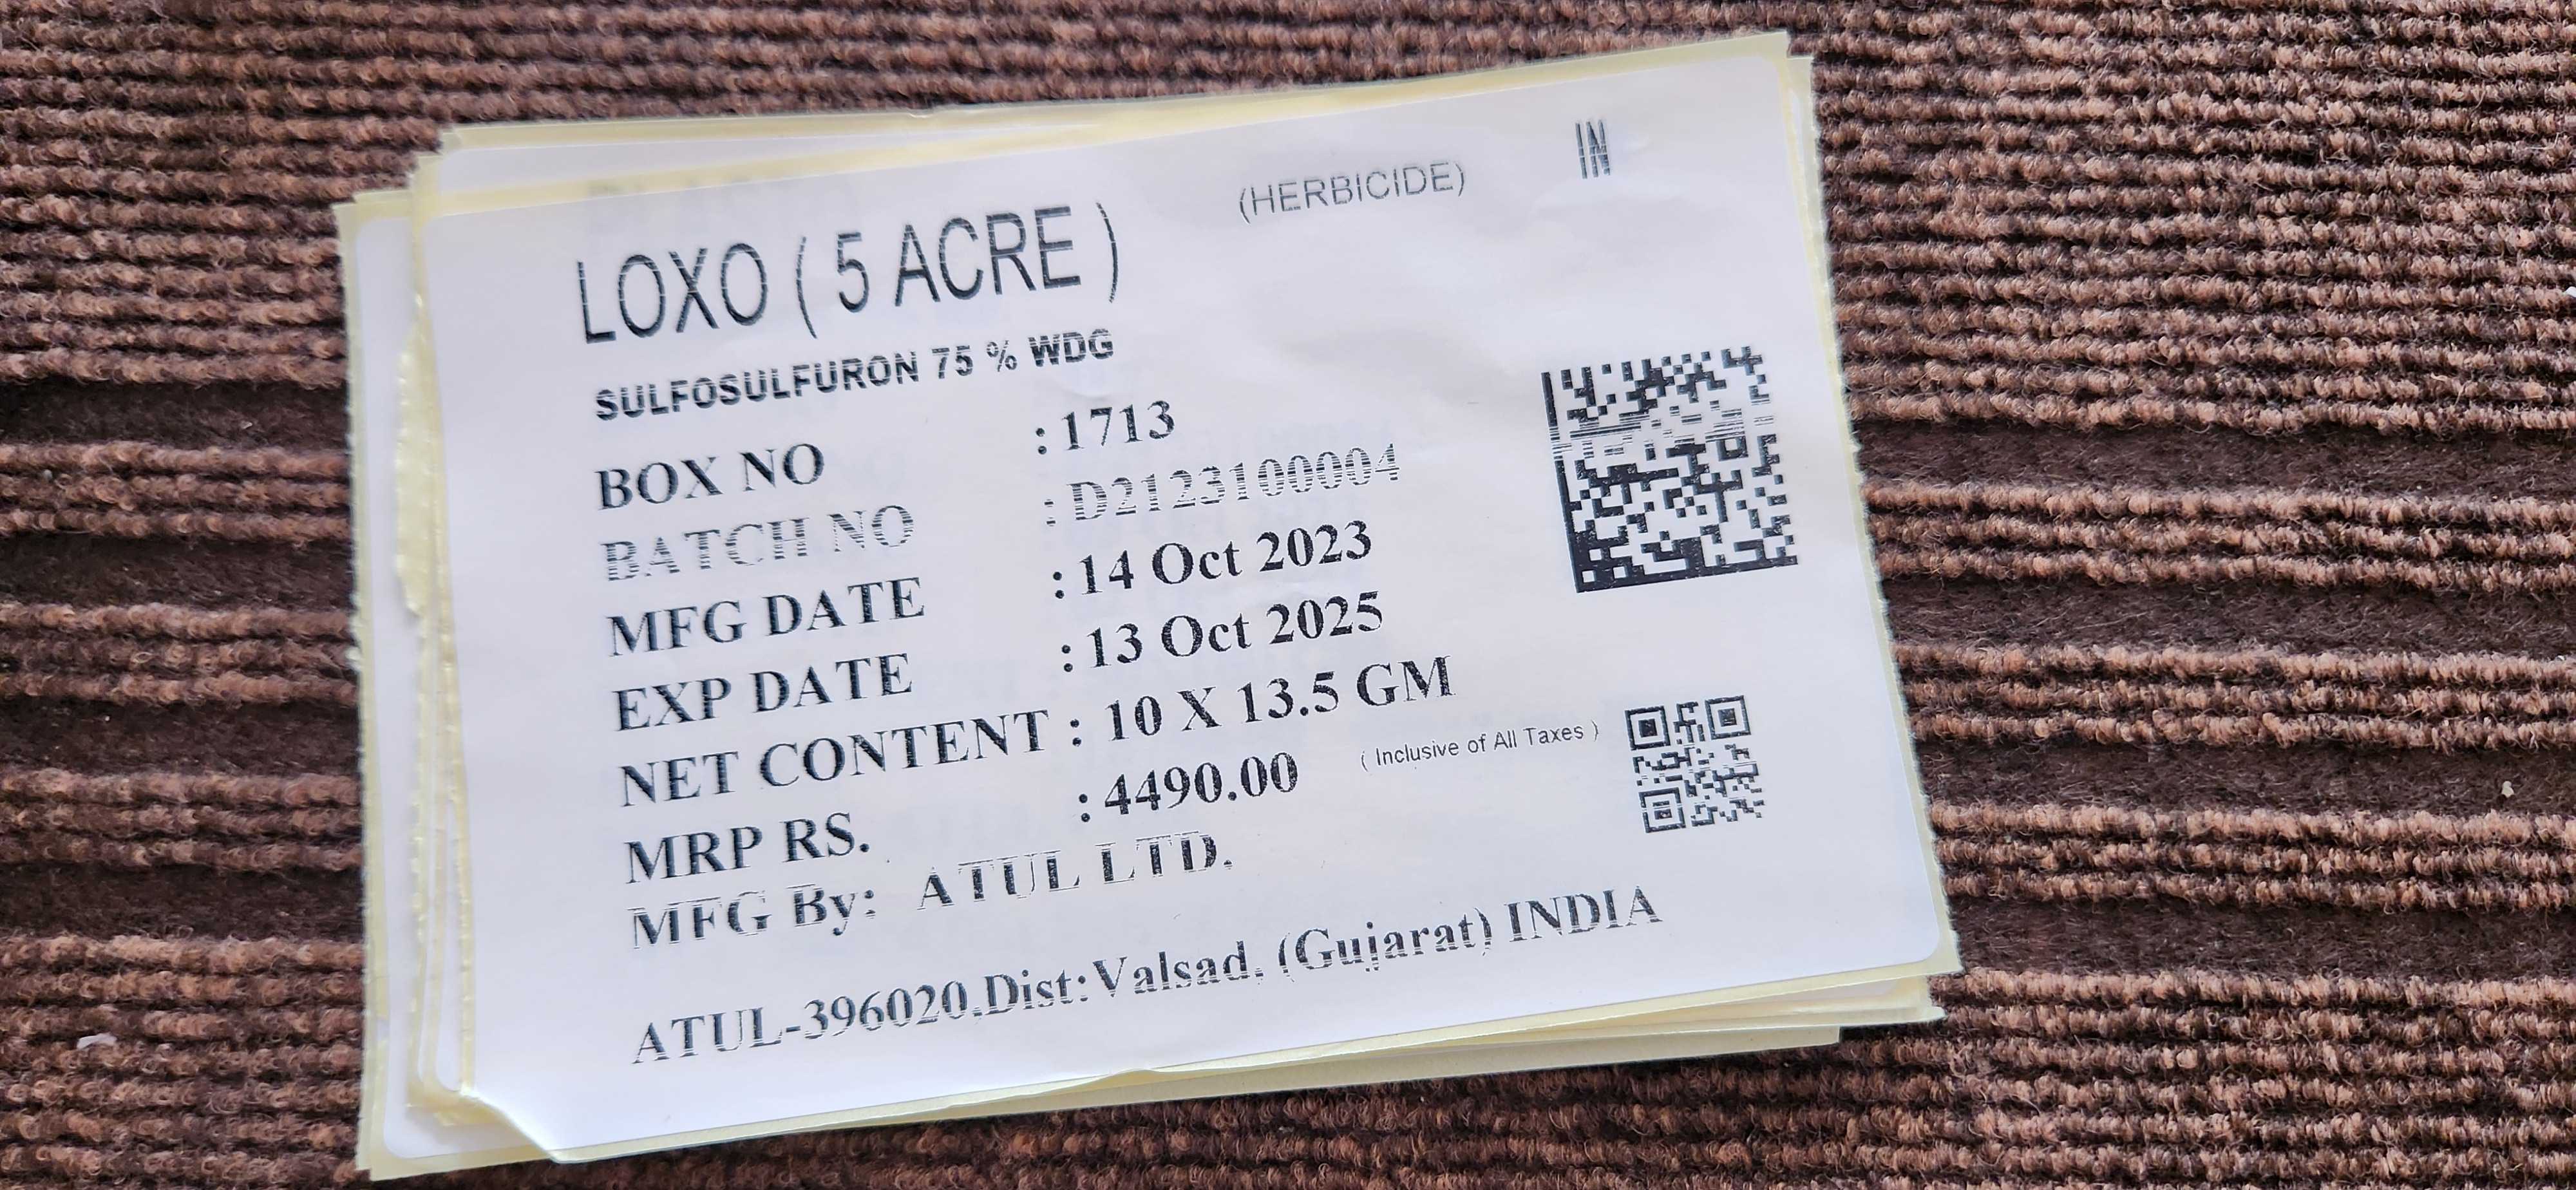 LOXO ( 5 ACRE ) (HERBICIDE) IN
SULFOSULFURON 75 % WDG
BOX NO : 1713
BATCH NO : D2123100004
MFG DATE : 14 Oct 2023
EXP DATE : 13 Oct 2025
NET CONTENT : 10 X 13.5 GM
MRP RS. : 4490.00 ( Inclusive of All Taxes )
MFG By: ATUL LTD.
ATUL-396020,Dist:Valsad, (Gujarat) INDIA